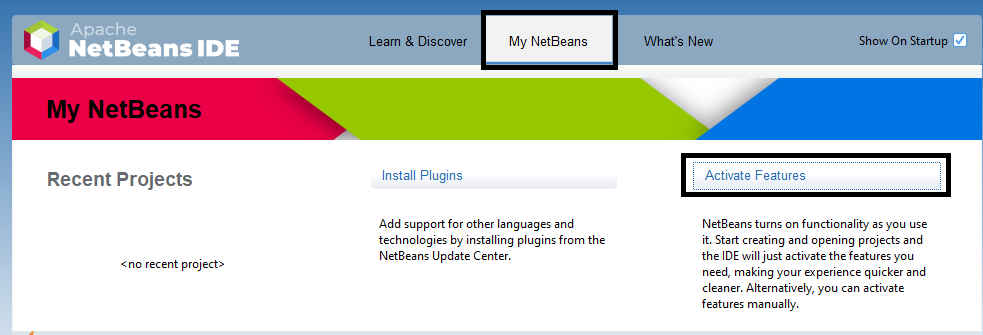 Apache
NetBeans IDE
Learn & Discover
My NetBeans
What's New
Show On Startup
My NetBeans
Recent Projects
<no recent project>
Install Plugins
Add support for other languages and
technologies by installing plugins from the
NetBeans Update Center.
Activate Features
NetBeans turns on functionality as you use
it. Start creating and opening projects and
the IDE will just activate the features you
need, making your experience quicker and
cleaner. Alternatively, you can activate
features manually.